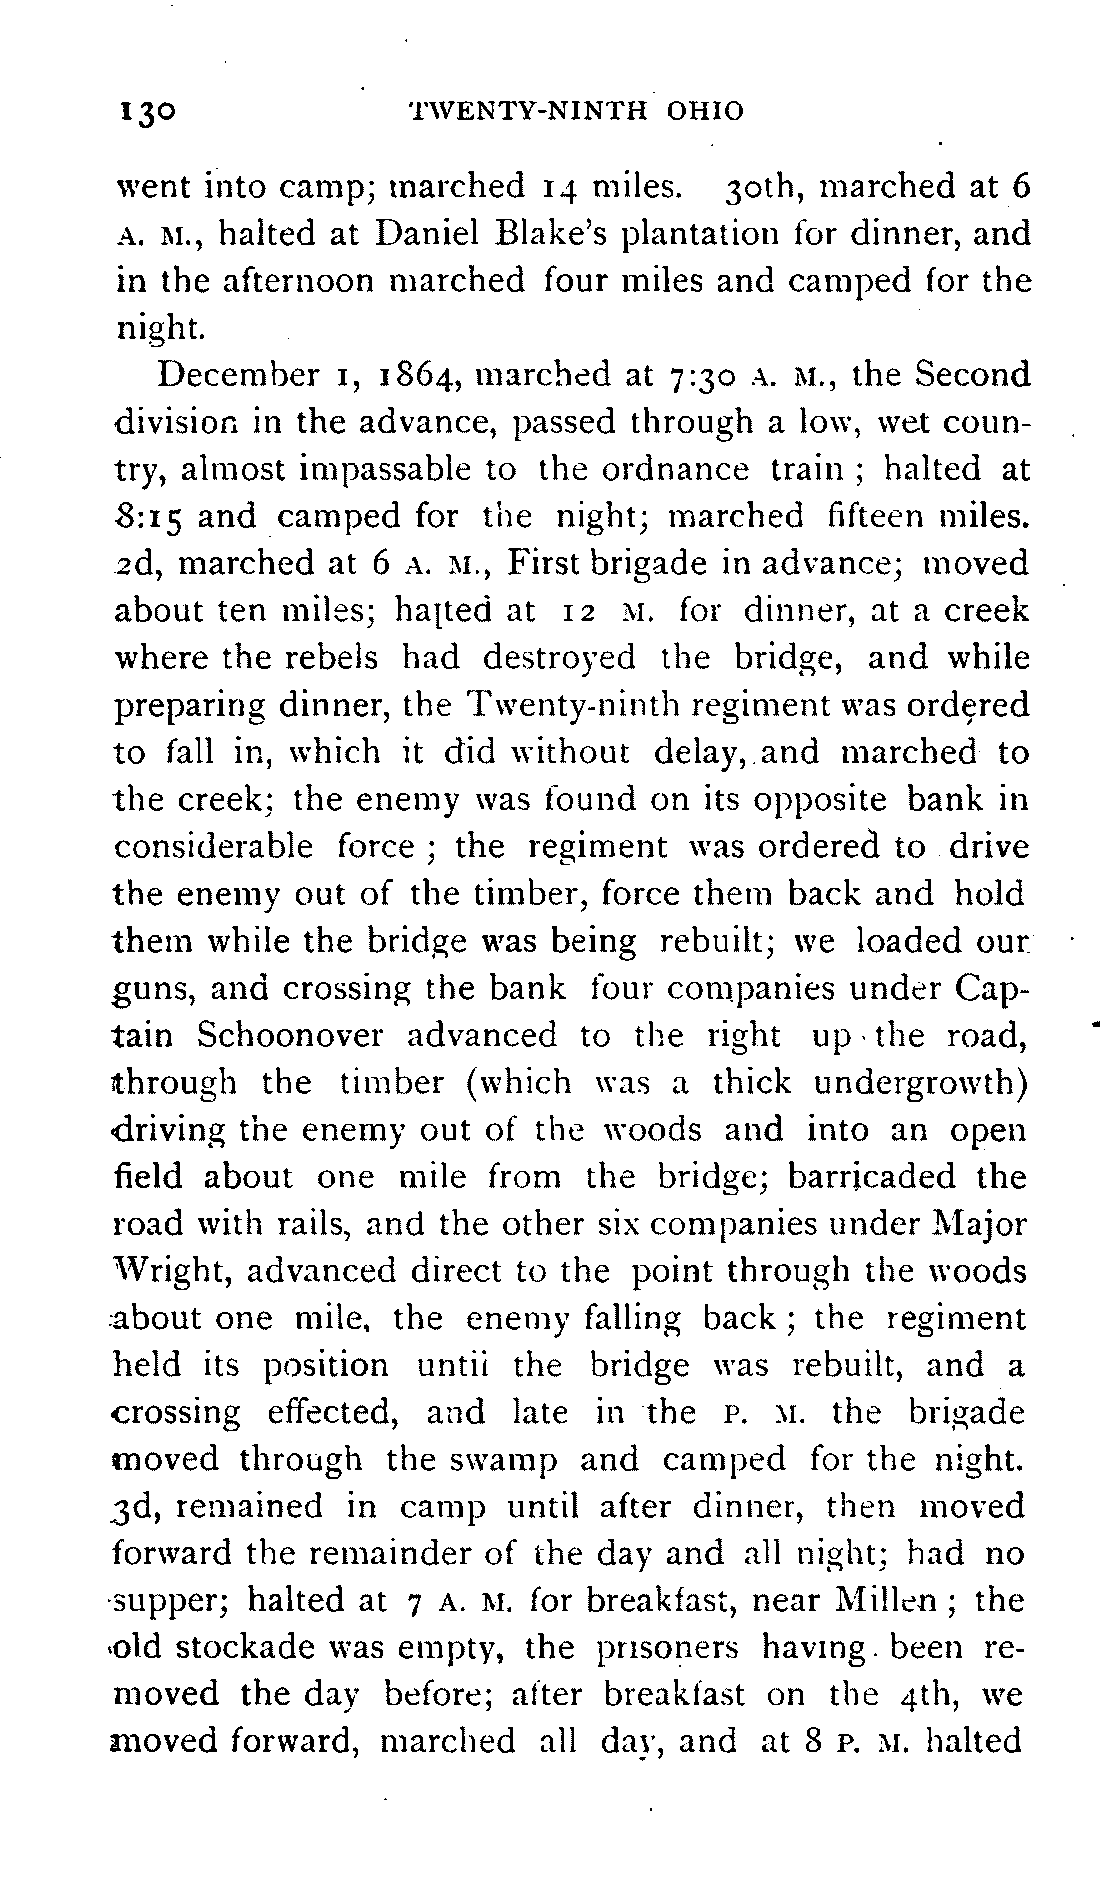 130 TWENTY-NINTH OHIO
went into camp; marched 14 miles. 30th, marched at 6
A. M., halted at Daniel Blake's plantation for dinner, and
in the afternoon marched four miles and camped for the
night.
December 1, 1864, marched at 7:30 A. M., the Second
division in the advance, passed through a low, wet coun-
try, almost impassable to the ordnance train ; halted at
8:15 and camped for the night; marched fifteen miles.
2d, marched at 6 A. M., First brigade in advance; moved
about ten miles; halted at 12 M. for dinner, at a creek
where the rebels had destroyed the bridge, and while
preparing dinner, the Twenty-ninth regiment was ordered
to fall in, which it did without delay, and marched to
the creek; the enemy was found on its opposite bank in
considerable force ; the regiment was ordered to drive
the enemy out of the timber, force them back and hold
them while the bridge was being rebuilt; we loaded our
guns, and crossing the bank four companies under Cap-
tain Schoonover advanced to the right up the road,
through the timber (which was a thick undergrowth)
driving the enemy out of the woods and into an open
field about one mile from the bridge; barricaded the
road with rails, and the other six companies under Major
Wright, advanced direct to the point through the woods
about one mile, the enemy falling back ; the regiment
held its position until the bridge was rebuilt, and a
crossing effected, and late in the P. M. the brigade
moved through the swamp and camped for the night.
3d, remained in camp until after dinner, then moved
forward the remainder of the day and all night; had no
supper; halted at 7 A. M. for breakfast, near Millen ; the
old stockade was empty, the prisoners having been re-
moved the day before; after breakfast on the 4th, we
moved forward, marched all day, and at 8 P. M. halted